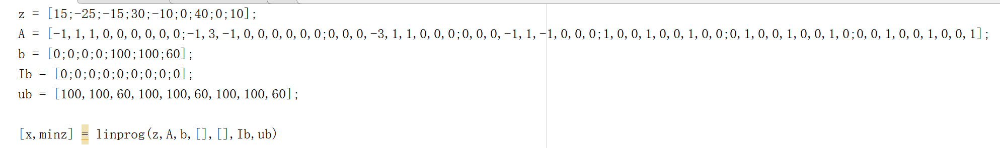 z = [15;-25;-15;30;-10;0;40;0;10];
A = [-1,1,1,0,0,0,0,0,0;-1,3,-1,0,0,0,0,0,0;0,0,0,-3,1,1,0,0,0;0,0,0,-1,1,-1,0,0,0;1,0,0,1,0,0,1,0,0;0,1,0,0,1,0,0,1,0;0,0,1,0,0,1,0,0,1];
b = [0;0;0;0;100;100;60];
Ib = [0;0;0;0;0;0;0;0;0];
ub = [100,100,60,100,100,60,100,100,60];
[x,minz] = linprog(z,A,b,[],[],Ib,ub)